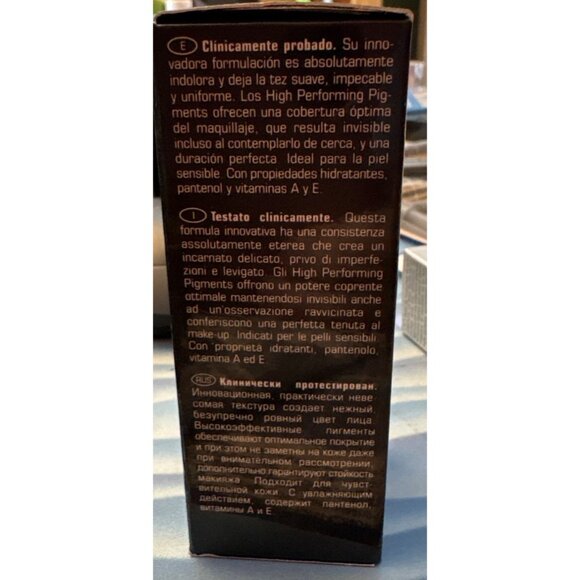 E Clínicamente probado. Su inno-
vadora formulación es absolutamente
indolora y deja la tez suave, impecable
y uniforme. Los High Performing Pig-
ments ofrecen una cobertura óptima
del maquillaje, que resulta invisible
incluso al contemplarlo de cerca, y una
duración perfecta. Ideal para la piel
sensible. Con propiedades hidratantes,
pantenol y vitaminas A y E.
I Testato clinicamente. Questa
formula innovativa ha una consistenza
assolutamente eterea che crea un
incarnato delicato, privo di imperfe-
zioni e levigato. Gli High Performing
Pigments offrono un potere coprente
ottimale mantenendosi invisibili anche
ad un'osservazione ravvicinata e
conferiscono una perfetta tenuta al
make-up. Indicati per le pelli sensibili.
Con proprietà idratanti, pantenolo,
vitamina A ed E.
RUS Клинически протестирован.
Инновационная, практически неве-
сомая текстура создает нежный,
безупречно ровный цвет лица.
Высокоэффективные пигменты
обеспечивают оптимальное покрытие
и при этом не заметны на коже даже
при внимательном рассмотрении,
дополнительно гарантируют стойкость
макияжа. Подходит для чувст-
вительной кожи. С увлажняющим
действием, содержит пантенол,
витамины А и Е.